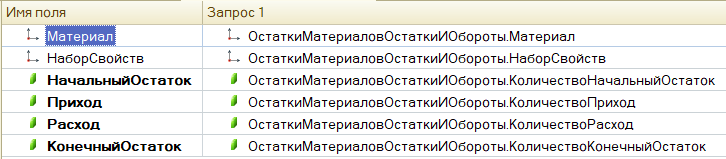 Имя поля Запрос 1
Материал ОстаткиМатериаловОстаткиИОбороты.Материал
НаборСвойств ОстаткиМатериаловОстаткиИОбороты.НаборСвойств
НачальныйОстаток ОстаткиМатериаловОстаткиИОбороты.КоличествоНачальныйОстаток
Приход ОстаткиМатериаловОстаткиИОбороты.КоличествоПриход
Расход ОстаткиМатериаловОстаткиИОбороты.КоличествоРасход
КонечныйОстаток ОстаткиМатериаловОстаткиИОбороты.КоличествоКонечныйОстаток